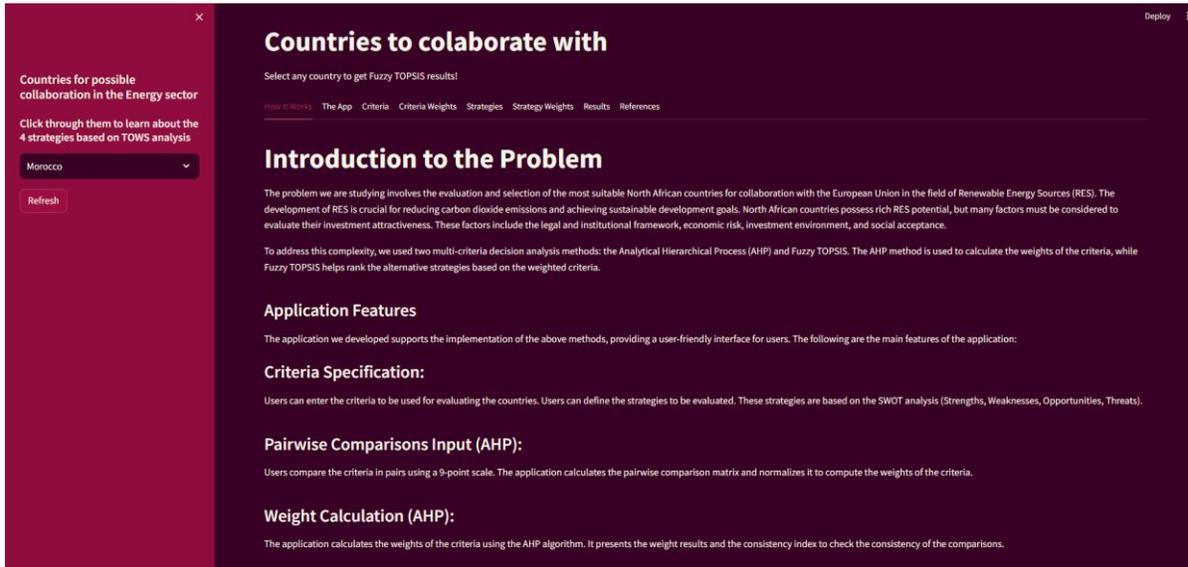 Deploy
Countries for possible
collaboration in the Energy sector
Click through them to learn about the
4 strategies based on TOWS analysis
Morocco
Refresh
Countries to colaborate with
Select any country to get Fuzzy TOPSIS results!
How It Works The App Criteria Criteria Weights Strategies Strategy Weights Results References
Introduction to the Problem
The problem we are studying involves the evaluation and selection of the most suitable North African countries for collaboration with the European Union in the field of Renewable Energy Sources (RES). The
development of RES is crucial for reducing carbon dioxide emissions and achieving sustainable development goals. North African countries possess rich RES potential, but many factors must be considered to
evaluate their investment attractiveness. These factors include the legal and institutional framework, economic risk, investment environment, and social acceptance.
To address this complexity, we used two multi-criteria decision analysis methods: the Analytical Hierarchical Process (AHP) and Fuzzy TOPSIS. The AHP method is used to calculate the weights of the criteria, while
Fuzzy TOPSIS helps rank the alternative strategies based on the weighted criteria.
Application Features
The application we developed supports the implementation of the above methods, providing a user-friendly interface for users. The following are the main features of the application:
Criteria Specification:
Users can enter the criteria to be used for evaluating the countries. Users can define the strategies to be evaluated. These strategies are based on the SWOT analysis (Strengths, Weaknesses, Opportunities, Threats).
Pairwise Comparisons Input (AHP):
Users compare the criteria in pairs using a 9-point scale. The application calculates the pairwise comparison matrix and normalizes it to compute the weights of the criteria.
Weight Calculation (AHP):
The application calculates the weights of the criteria using the AHP algorithm. It presents the weight results and the consistency index to check the consistency of the comparisons.